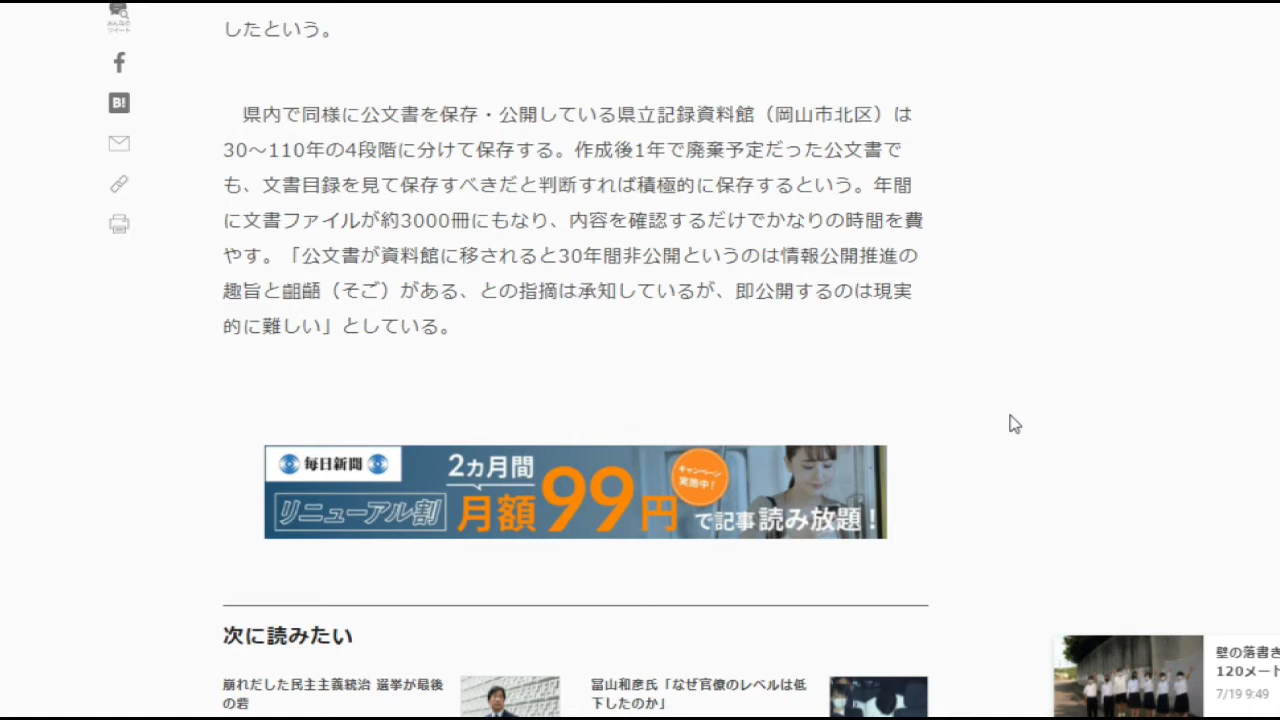 みんなの
ツイート
したという。
B!
県内で同様に公文書を保存・公開している県立記録資料館（岡山市北区）は
30〜110年の4段階に分けて保存する。作成後1年で廃棄予定だった公文書で
も、文書目録を見て保存すべきだと判断すれば積極的に保存するという。年間
に文書ファイルが約3000冊にもなり、内容を確認するだけでかなりの時間を費
やす。「公文書が資料館に移されると30年間非公開というのは情報公開推進の
趣旨と齟齬（そご）がある、との指摘は承知しているが、即公開するのは現実
的に難しい」としている。
毎日新聞
リニューアル割
2カ月間
月額99円
キャンペーン
実施中！
で記事読み放題！
次に読みたい
崩れだした民主主義統治 選挙が最後
の砦
冨山和彦氏「なぜ官僚のレベルは低
下したのか」
壁の落書き
120メート
7/19 9:49